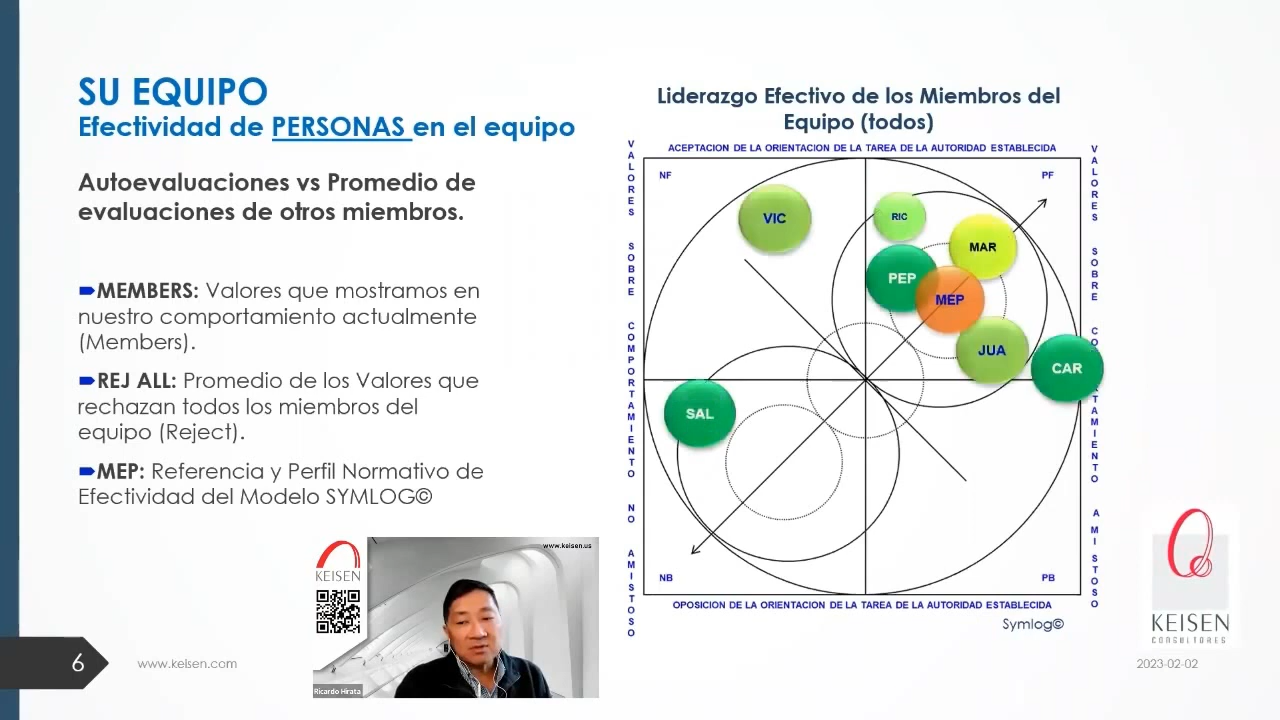 SU EQUIPO
Efectividad de PERSONAS en el equipo
Autoevaluaciones vs Promedio de
evaluaciones de otros miembros.
MEMBERS: Valores que mostramos en
nuestro comportamiento actualmente
(Members).
REJ ALL: Promedio de los Valores que
rechazan todos los miembros del
equipo (Reject).
MEP: Referencia y Perfil Normativo de
Efectividad del Modelo SYMLOG©
Liderazgo Efectivo de los Miembros del
Equipo (todos)
ACEPTACION DE LA ORIENTACION DE LA TAREA DE LA AUTORIDAD ESTABLECIDA
VALORES SOBRE COMPORTAMIENTO NO AMISTOSO
NF
PF
VIC
RIC
MAR
PEP
MEP
JUA
CAR
SAL
NB
PB
VALORES SOBRE CO TAMIENTO AMISTOSO
OPOSICION DE LA ORIENTACION DE LA TAREA DE LA AUTORIDAD ESTABLECIDA
Symlog©
www.keisen.us
KEISEN
Ricardo Hirata
KEISEN
CONSULTORES
6
www.keisen.com
2023-02-02